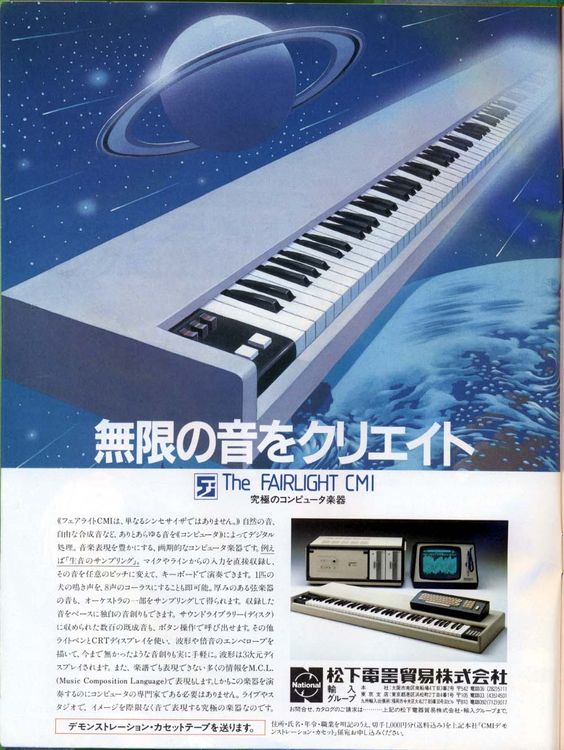 無限の音をクリエイト
The FAIRLIGHT CMI
究極のコンピュータ楽器
《フェアライトCMIは、単なるシンセサイザではありません。》自然の音、
自由な合成音など、ありとあらゆる音を《コンピュータ》によってデジタル
処理。音楽表現を豊かにする、画期的なコンピュータ楽器です。例え
ば「生音のサンプリング」。マイクやラインからの入力を直接収録し、
その音を任意のピッチに変えて、キーボードで演奏できます。1匹の
犬の鳴き声を、8声のコーラスにすることも即可能。厚みのある弦楽器
の音も、オーケストラの一部をサンプリングして得られます。収録した
音をベースに独自の音創りもできます。サウンドライブラリー(ディスク)
に収められた数百の既成音も、ボタン操作で呼び出せます。その他
ライトペンとCRTディスプレイを使い、波形や倍音のエンベロープを
描いて、今まで無かったような音創りも実に手軽に。波形は3次元ディ
スプレイされます。また、楽譜でも表現できない多くの情報をM.C.L.
(Music Composition Language)で表現しますし、かもこの楽器を演
奏するのにコンピュータの専門家である必要はありません。ライブやス
タジオで、イメージを際限なく音で表現する究極の楽器なのです。
デモンストレーション・カセットテープを送ります。
National
松下電器貿易株式会社
輸入
グループ
お問合せ、カタログのご請求は………上記の松下電器貿易株式会社・輸入グループまで。
住所・氏名・年令・職業を明記のうえ、切手1,000円分(送料込み)を上記本社「CMIデモ
ンストレーション・カセット」係宛お申し込みください。